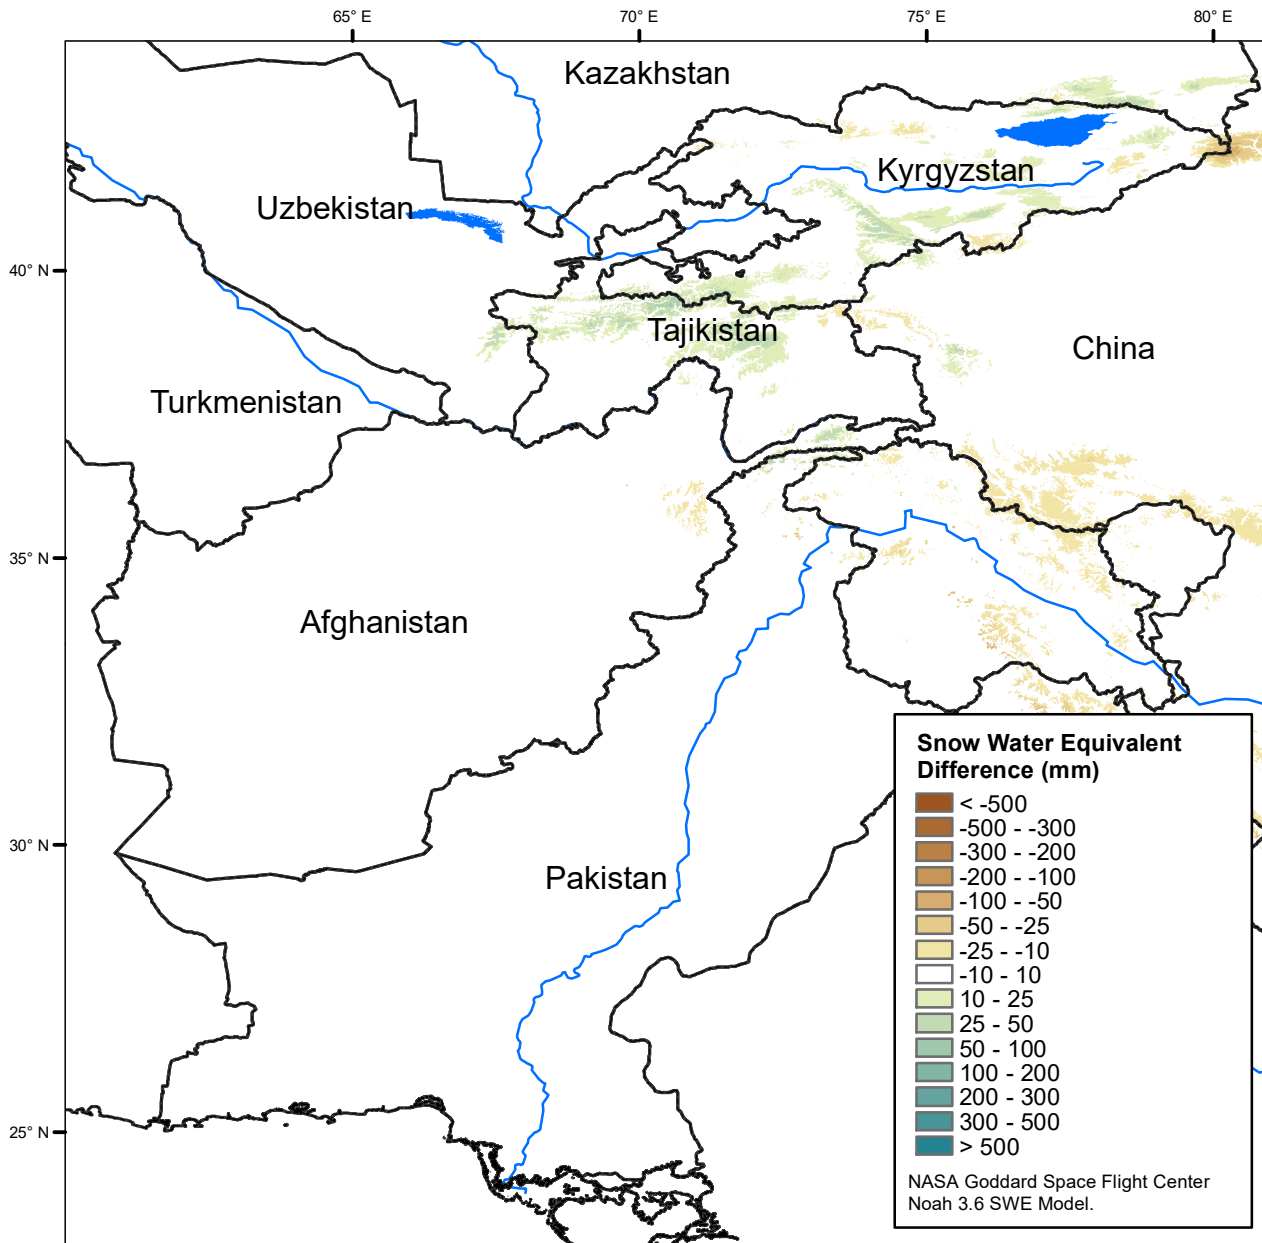 65° E
70° E
75° E
80° E
Kazakhstan
Kyrgyzstan
Uzbekistan
40° N
Tajikistan
China
Turkmenistan
35° N
Afghanistan
30° N
Pakistan
25° N
Snow Water Equivalent
Difference (mm)
< -500
-500 - -300
-300 - -200
-200 - -100
-100 - -50
-50 - -25
-25 - -10
-10 - 10
10 - 25
25 - 50
50 - 100
100 - 200
200 - 300
300 - 500
> 500
NASA Goddard Space Flight Center
Noah 3.6 SWE Model.